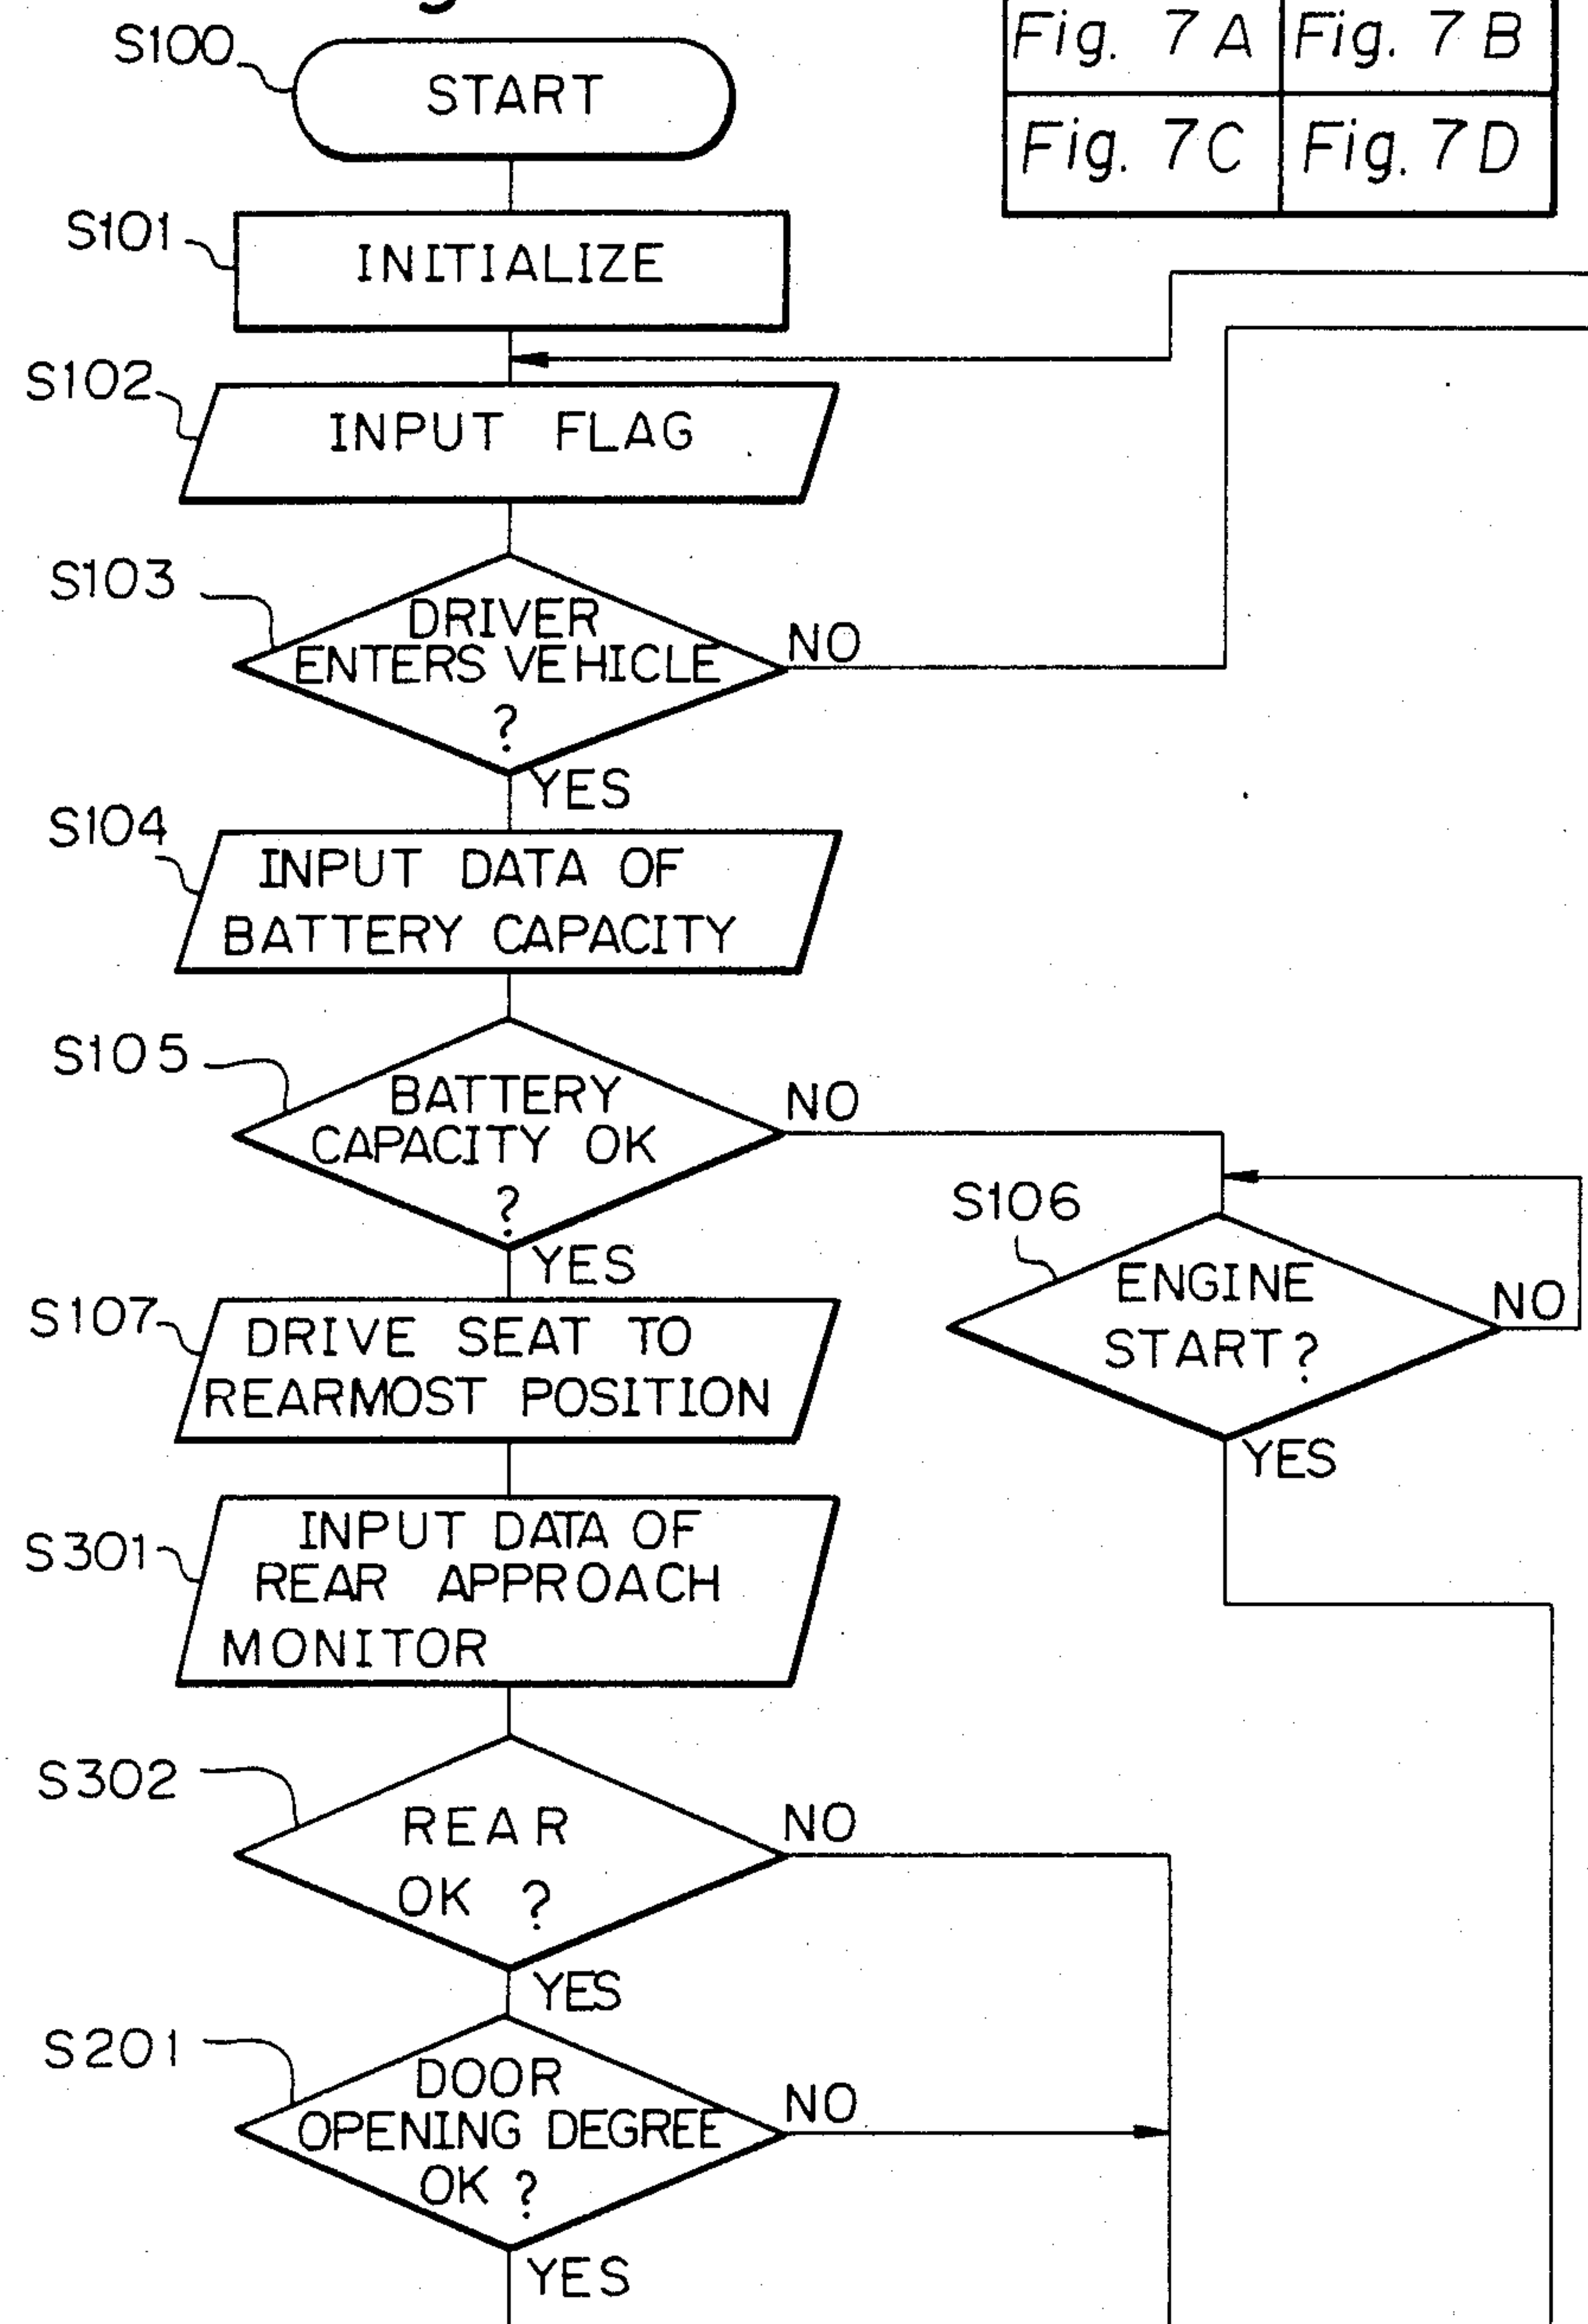 Fig. 7A Fig. 7B
Fig. 7C Fig. 7D
S100
START
S101
INITIALIZE
S102
INPUT FLAG
S103
DRIVER
ENTERS VEHICLE
?
NO
YES
S104
INPUT DATA OF
BATTERY CAPACITY
S105
BATTERY
CAPACITY OK
?
NO
YES
S106
ENGINE
START?
NO
YES
S107
DRIVE SEAT TO
REARMOST POSITION
S301
INPUT DATA OF
REAR APPROACH
MONITOR
S302
REAR
OK ?
NO
YES
S201
DOOR
OPENING DEGREE
OK ?
NO
YES